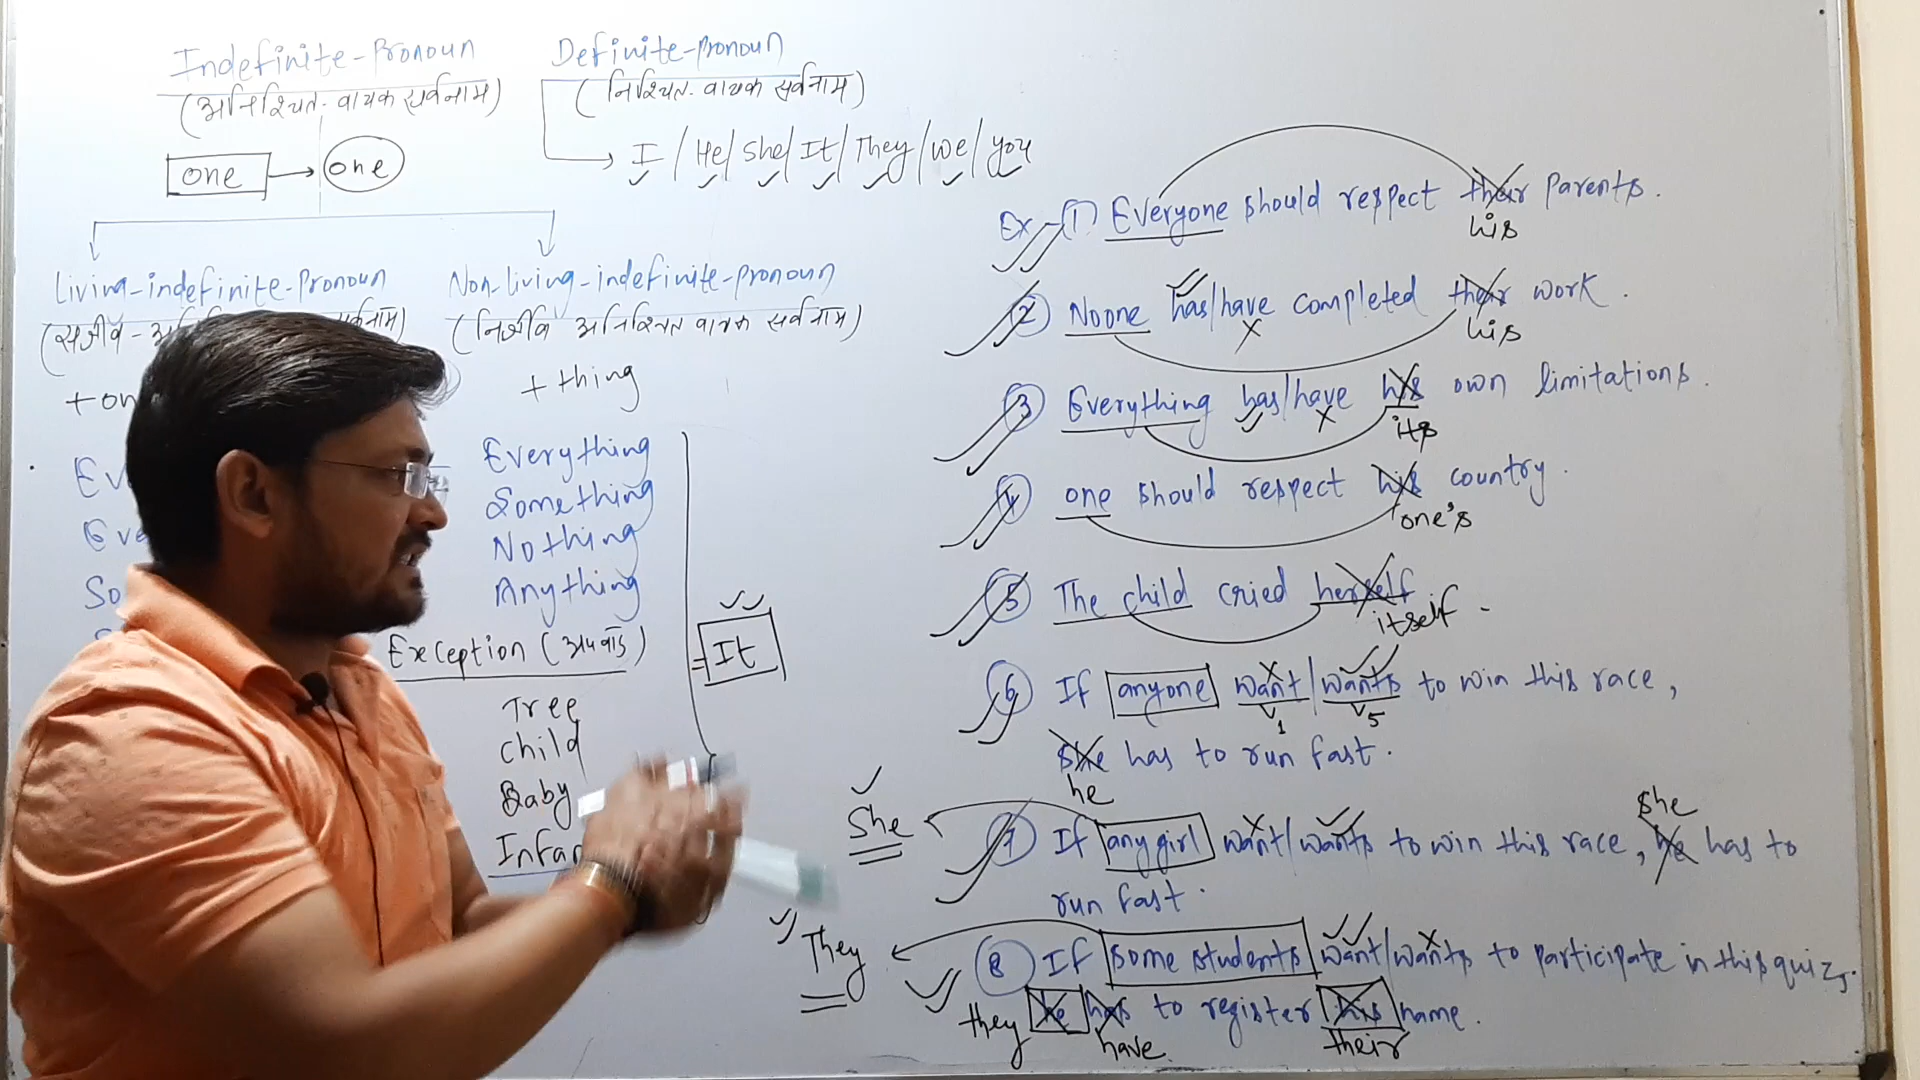 Indefinite-Pronoun
(अनिश्चित-वाचक सर्वनाम)
one → one
Definite-Pronoun
(निश्चित-वाचक सर्वनाम)
I / He / She / It / They / we / you
Living-indefinite-Pronoun
Non-living-indefinite-Pronoun
(निर्जीव अनिश्चित वाचक सर्वनाम)
+ thing
Everything
Something
Nothing
Anything
Exception (अपवाद)
Tree
Child
Baby
= It
Ex-(1) Everyone should respect their parents.
his
(2) Noone has/have completed their work.
his
(3) Everything has/have his own limitations.
its
(4) one should respect his country.
one's
(5) The child cried herself
itself.
(6) If anyone want/wants to win this race,
V1 V5
she has to run fast.
he
She
she
(7) If any girl want/wants to win this race, he has to
run fast.
They
(8) If some students want/wants to participate in this quiz,
they he has to register his name.
have their